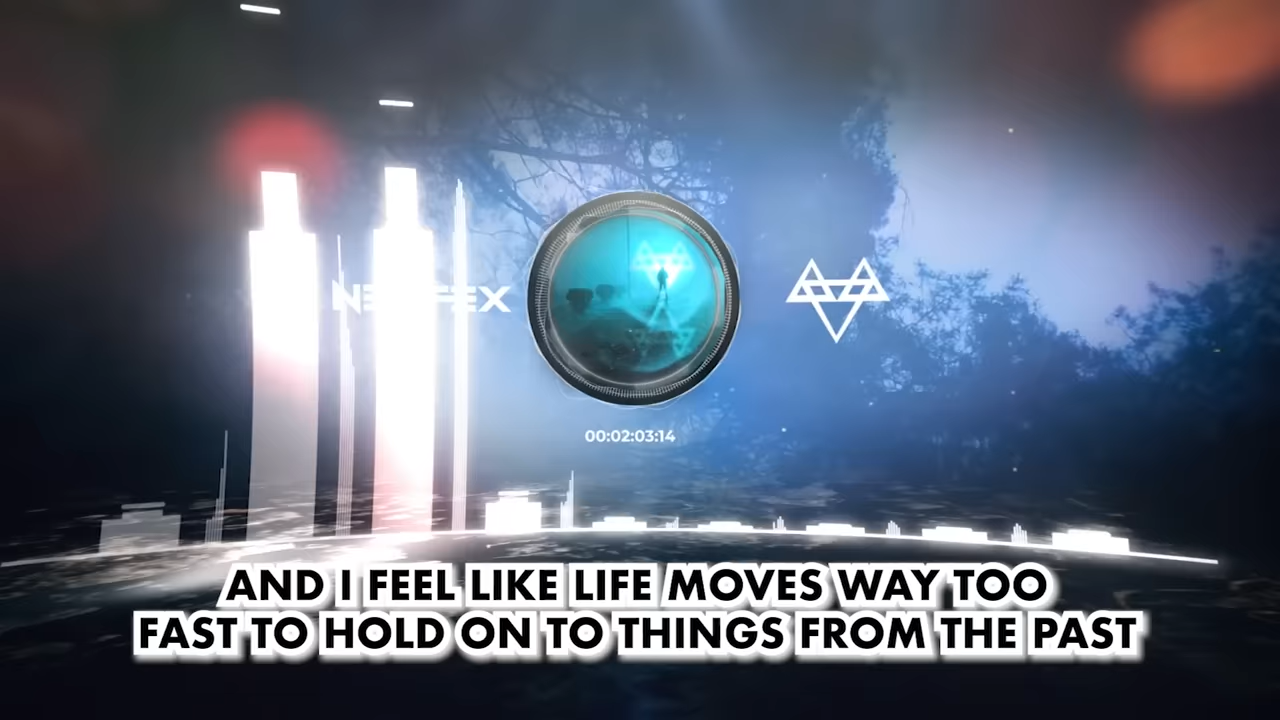 00:02:03:14
AND I FEEL LIKE LIFE MOVES WAY TOO
FAST TO HOLD ON TO THINGS FROM THE PAST